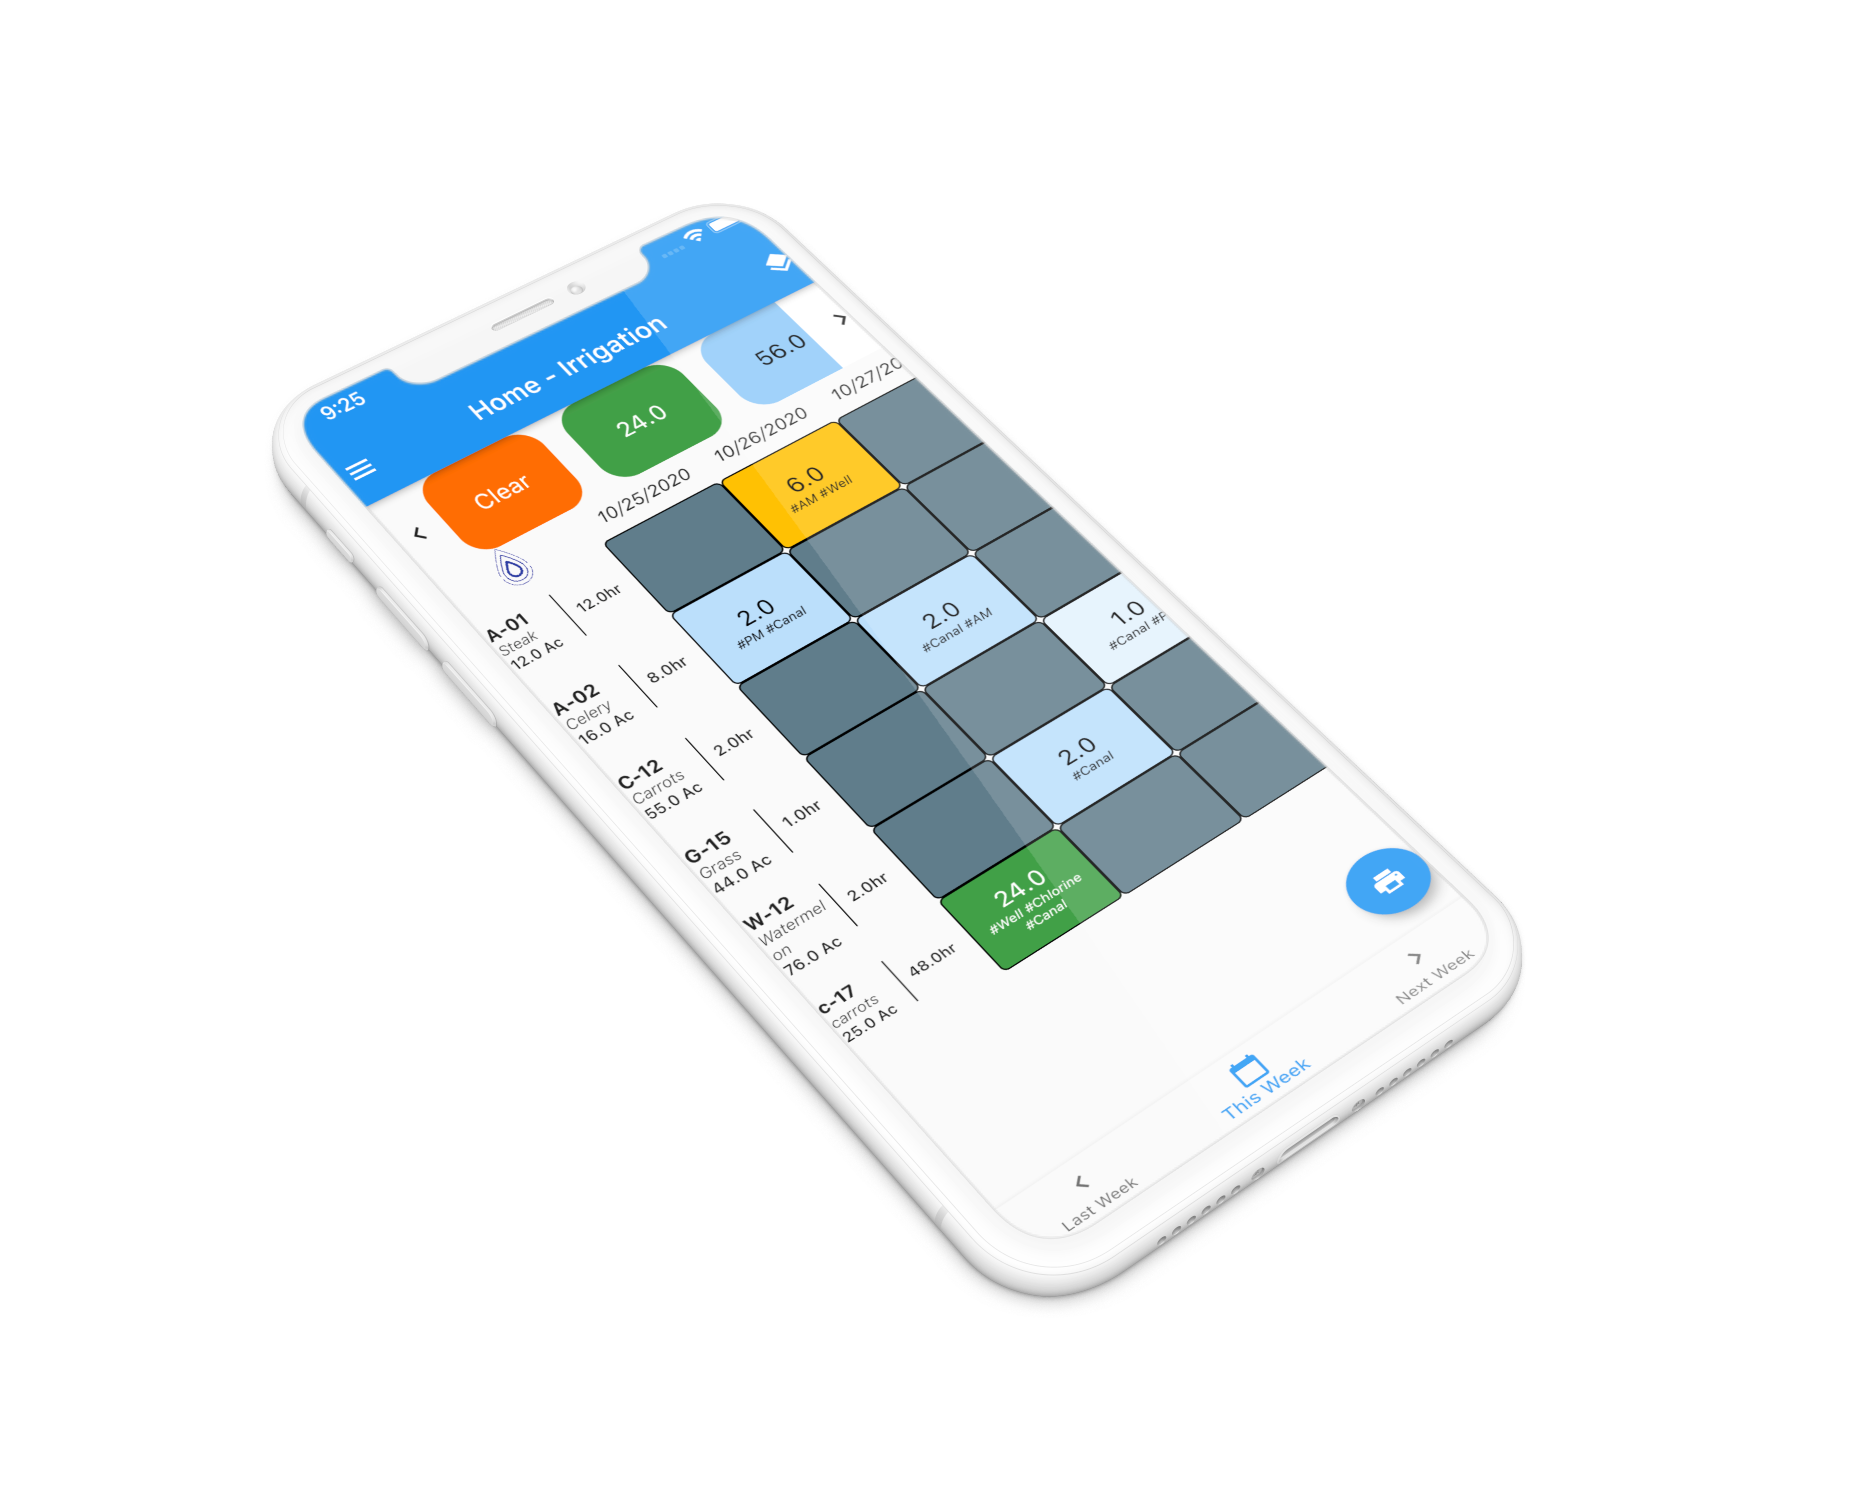 9:25
Home - Irrigation
Clear
24.0
56.0
10/25/2020
10/26/2020
10/27/20
A-01
Steak
12.0 Ac
12.0hr
6.0
#AM #Well
A-02
Celery
16.0 Ac
8.0hr
2.0
#PM #Canal
C-12
Carrots
55.0 Ac
2.0hr
2.0
#Canal #AM
G-15
Grass
44.0 Ac
1.0hr
1.0
#Canal
W-12
Watermel
on
76.0 Ac
2.0hr
2.0
#Canal
c-17
carrots
25.0 Ac
48.0hr
24.0
#Well #Chlorine
#Canal
Last Week
This Week
Next Week